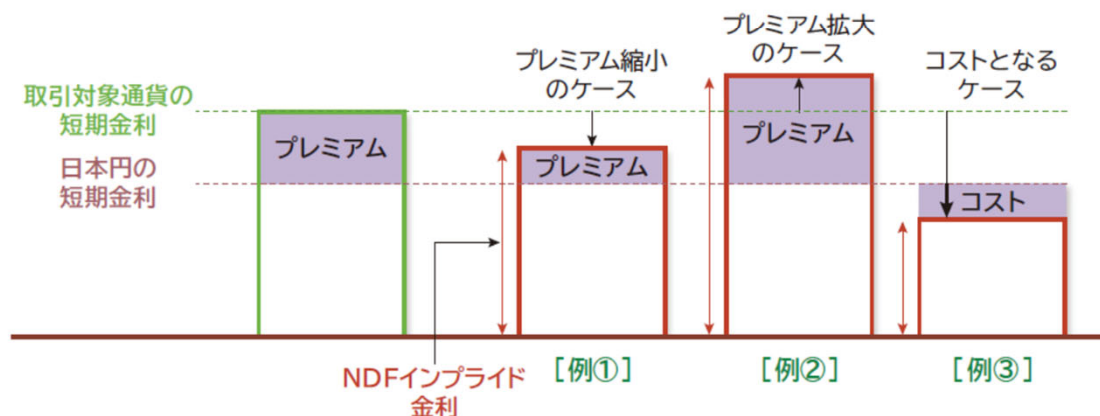 取引対象通貨の
短期金利
日本円の
短期金利
プレミアム
プレミアム縮小
のケース
プレミアム
プレミアム拡大
のケース
プレミアム
コストとなる
ケース
コスト
NDFインプライド
金利
［例①］
［例②］
［例③］